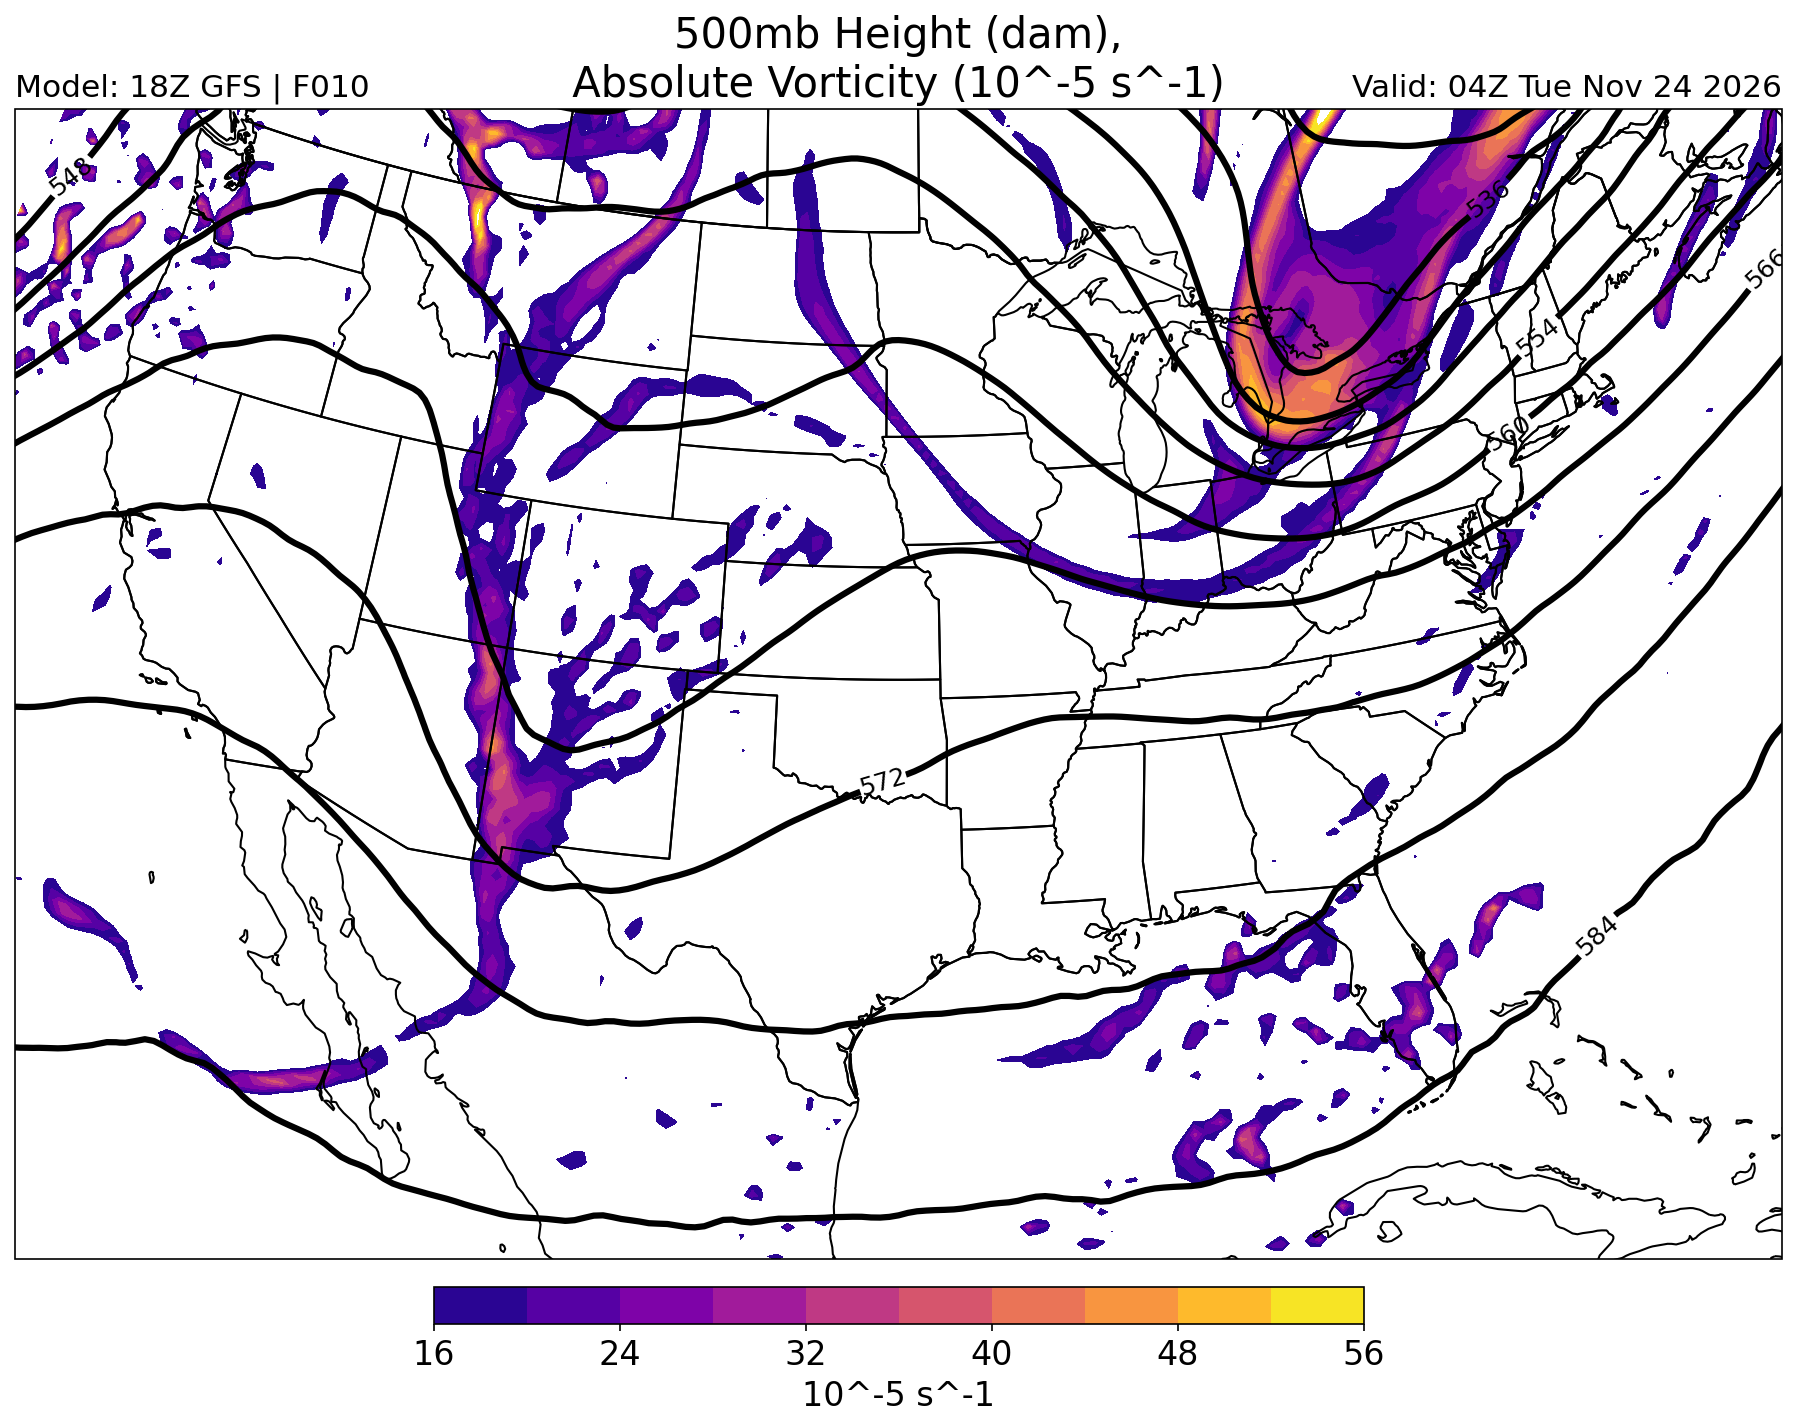 500mb Height (dam),
Absolute Vorticity (10^-5 s^-1)
Model: 18Z GFS | F010
Valid: 04Z Tue Nov 24 2026
548
536
566
554
560
572
584
16 24 32 40 48 56
10^-5 s^-1